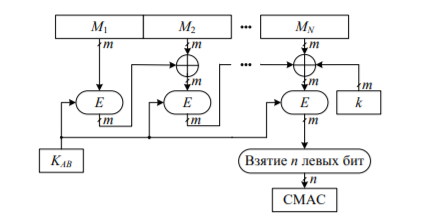 M1 M2 ••• MN
m m m
•••
m m m
E E E k
m m m
KAB
Взятие n левых бит
n
CMAC